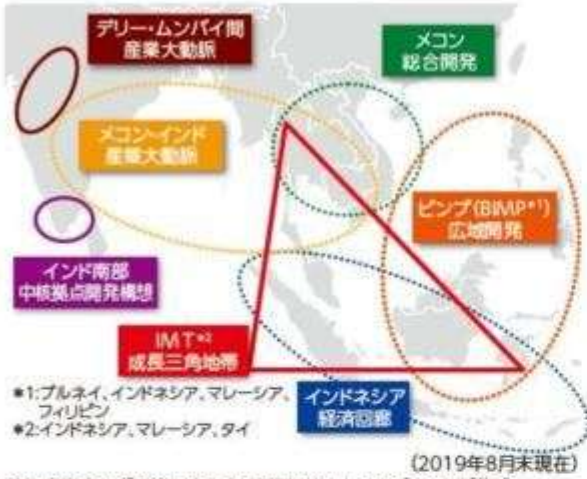 デリー・ムンバイ間
産業大動脈
メコン
総合開発
メコン・インド
産業大動脈
ビンプ(BIMP*1)
広域開発
インド南部
中核拠点開発構想
IMT*2
成長三角地帯
*1:ブルネイ、インドネシア、マレーシア、
フィリピン
*2:インドネシア、マレーシア、タイ
インドネシア
経済回廊
(2019年8月末現在)